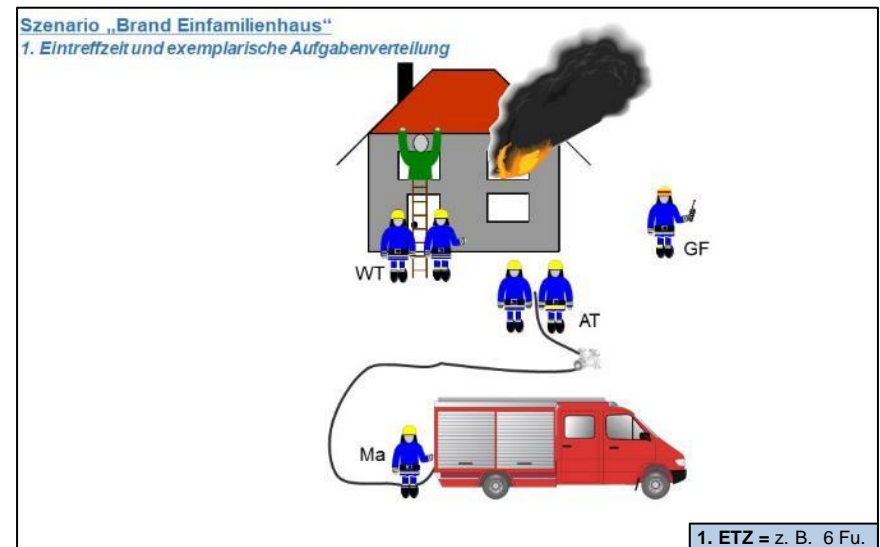 Szenario „Brand Einfamilienhaus“
1. Eintreffzeit und exemplarische Aufgabenverteilung
GF
WT
AT
Ma
1. ETZ = z. B. 6 Fu.